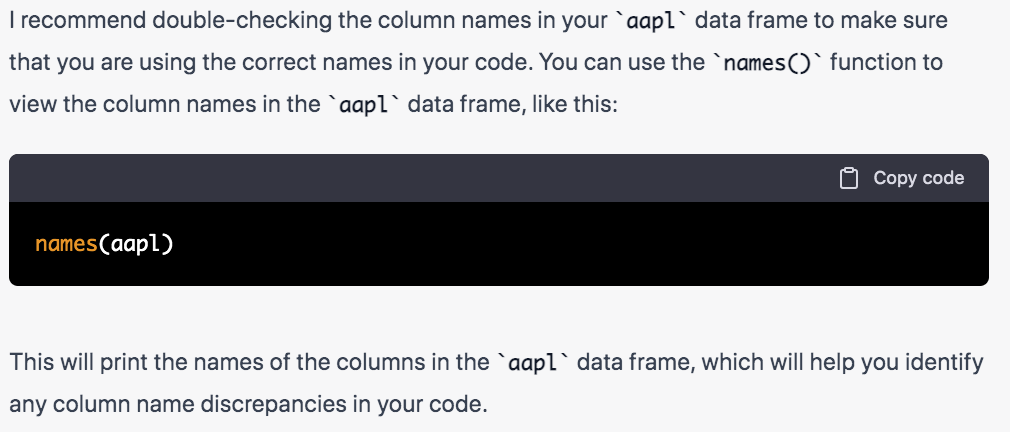 I recommend double-checking the column names in your `aapl` data frame to make sure
that you are using the correct names in your code. You can use the `names()` function to
view the column names in the `aapl` data frame, like this:
Copy code
names(aapl)
This will print the names of the columns in the `aapl` data frame, which will help you identify
any column name discrepancies in your code.